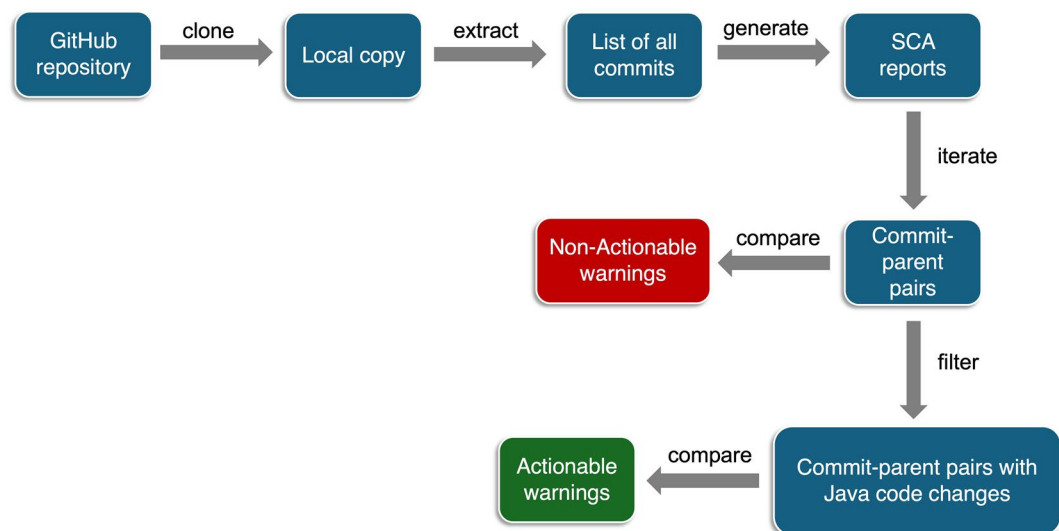 GitHub
repository
clone
Local copy
extract
List of all
commits
generate
SCA
reports
iterate
Commit-
parent
pairs
compare
Non-Actionable
warnings
filter
Commit-parent pairs with
Java code changes
compare
Actionable
warnings